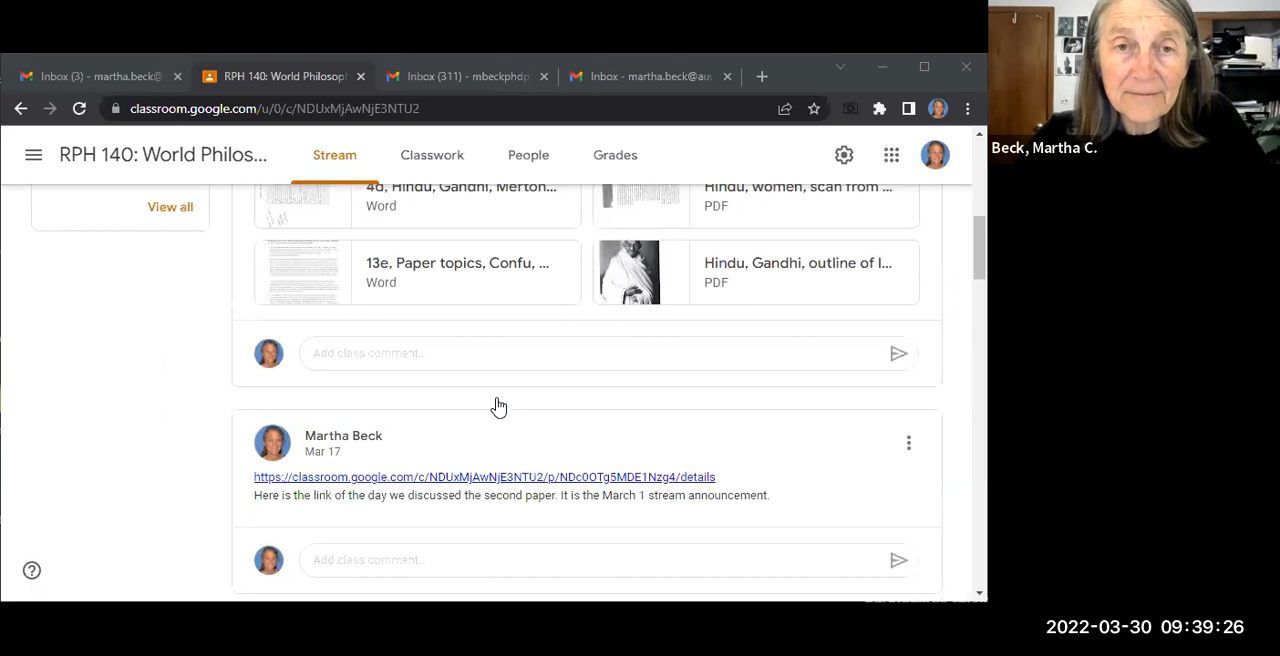 Inbox (3) - martha.beck@
RPH 140: World Philosoph
Inbox (311) - mbeckphdp
Inbox - martha.beck@au
classroom.google.com/u/0/c/NDUxMjAwNjE3NTU2
Beck, Martha C.
RPH 140: World Philos...
Stream
Classwork
People
Grades
4d, Hindu, Gandhi, Merton...
Word
Hindu, women, scan from ...
PDF
View all
13e, Paper topics, Confu, ...
Word
Hindu, Gandhi, outline of I...
PDF
Add class comment...
Martha Beck
Mar 17
https://classroom.google.com/c/NDUxMjAwNjE3NTU2/p/NDc0OTg5MDE1Nzg4/details
Here is the link of the day we discussed the second paper. It is the March 1 stream announcement.
Add class comment...
2022-03-30 09:39:26